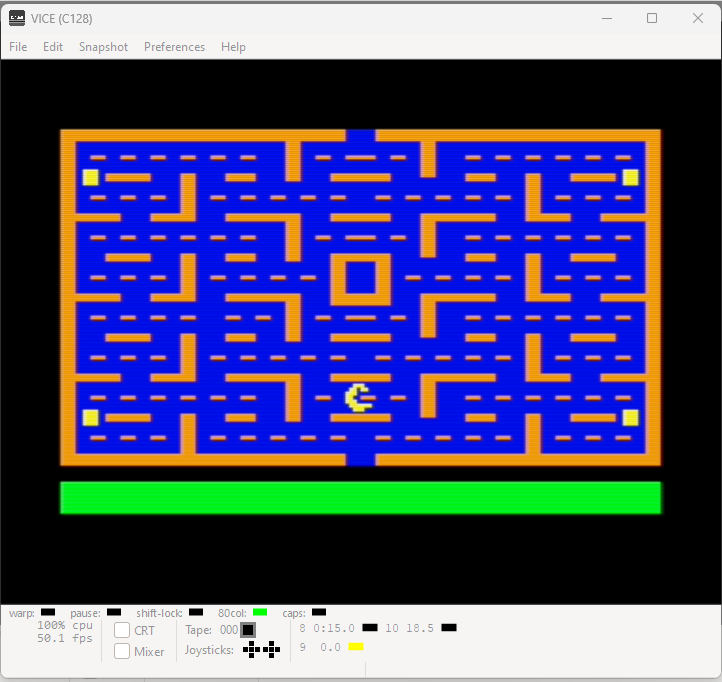 VICE (C128)
File Edit Snapshot Preferences Help
warp: pause: shift-lock: 80col: caps:
100% cpu
50.1 fps
CRT
Mixer
Tape: 000
Joysticks:
8 0:15.0 10 18.5
9 0.0